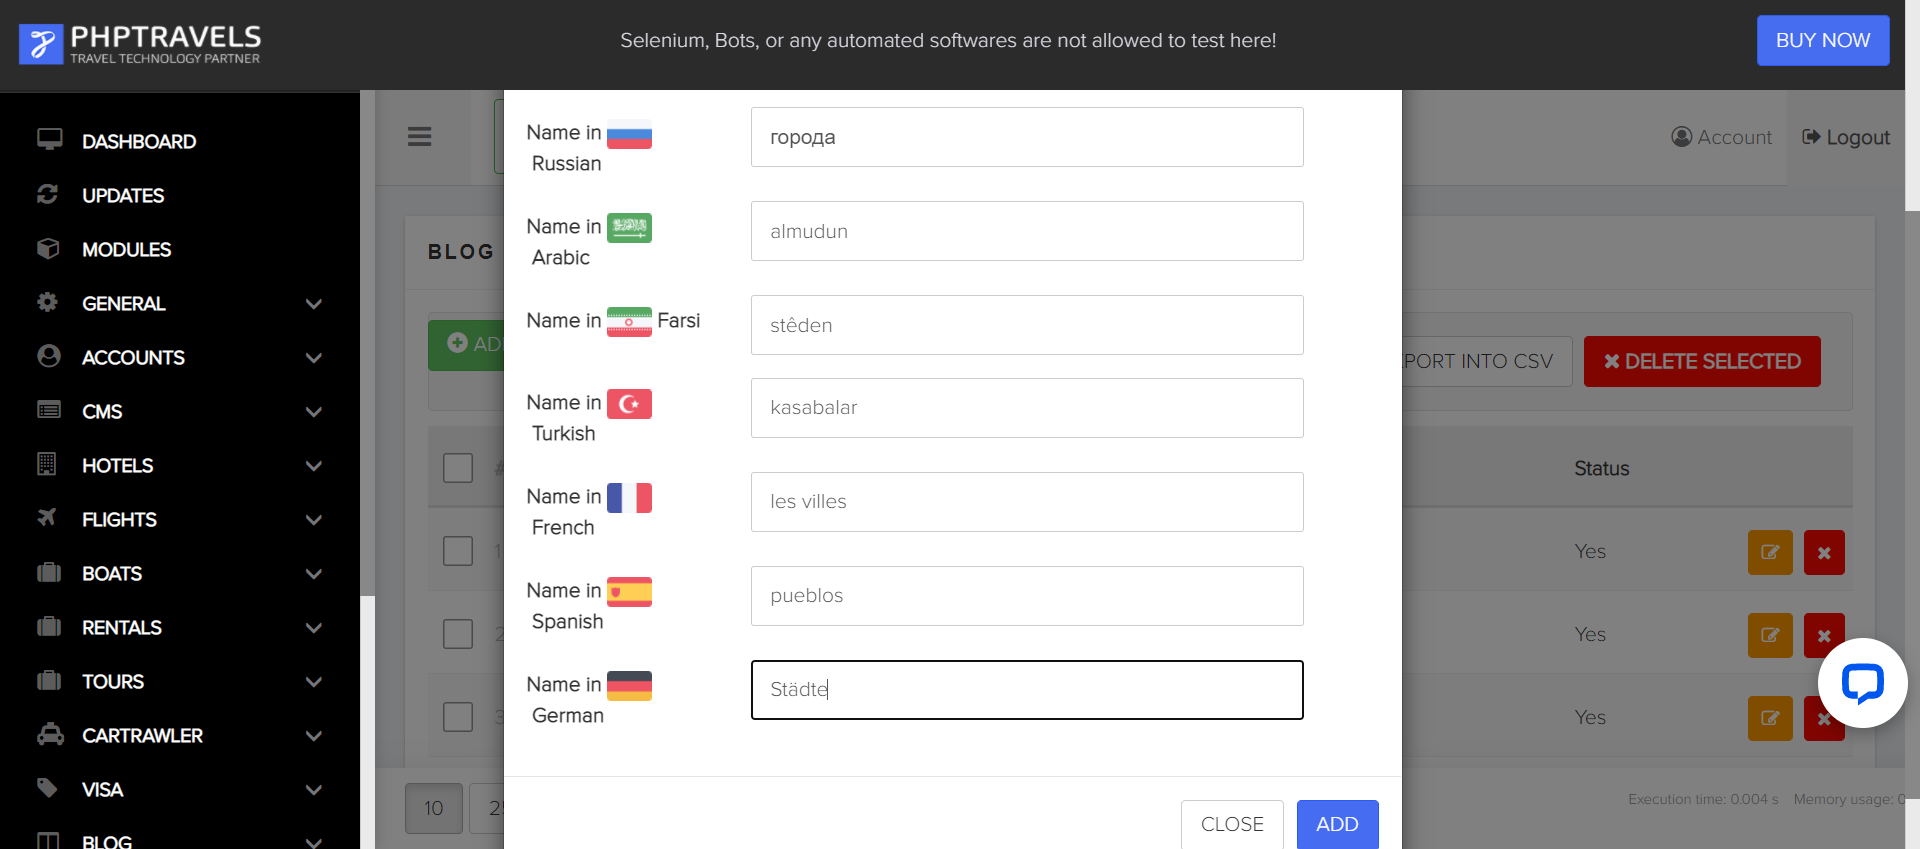 PHPTRAVELS
TRAVEL TECHNOLOGY PARTNER
Selenium, Bots, or any automated softwares are not allowed to test here!
BUY NOW
DASHBOARD
UPDATES
MODULES
GENERAL
ACCOUNTS
CMS
HOTELS
FLIGHTS
BOATS
RENTALS
TOURS
CARTRAWLER
VISA
BLOG
Account
Logout
BLOG
PORT INTO CSV
DELETE SELECTED
#
Status
1
Yes
2
Yes
3
Yes
10
Execution time: 0.004 s
Memory usage: 0
Name in Russian
города
Name in Arabic
almudun
Name in Farsi
stêden
Name in Turkish
kasabalar
Name in French
les villes
Name in Spanish
pueblos
Name in German
Städte
CLOSE
ADD